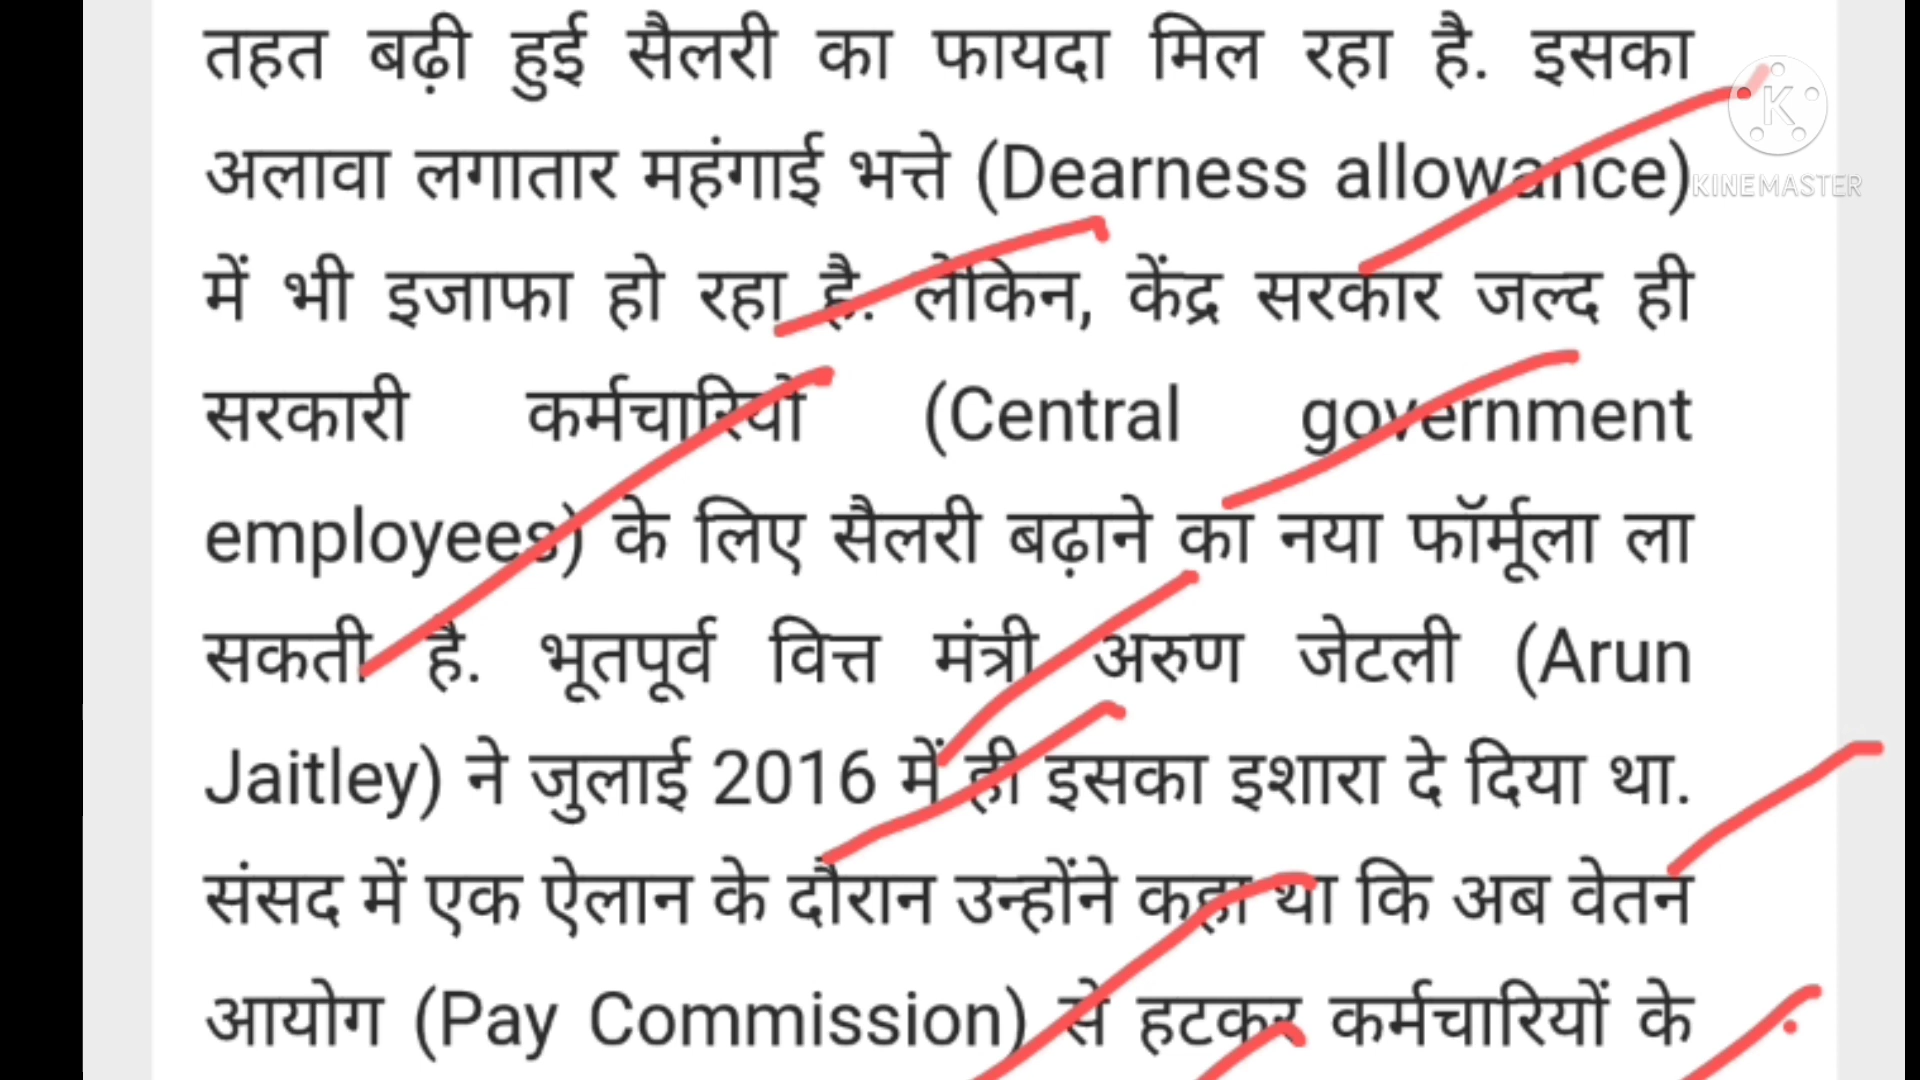 तहत बढ़ी हुई सैलरी का फायदा मिल रहा है. इसका
अलावा लगातार महंगाई भत्ते (Dearness allowance)
KINEMASTER
में भी इजाफा हो रहा है. लेकिन, केंद्र सरकार जल्द ही
सरकारी कर्मचारियों (Central government
employees) के लिए सैलरी बढ़ाने का नया फॉर्मूला ला
सकती है. भूतपूर्व वित्त मंत्री अरुण जेटली (Arun
Jaitley) ने जुलाई 2016 में ही इसका इशारा दे दिया था.
संसद में एक ऐलान के दौरान उन्होंने कहा था कि अब वेतन
आयोग (Pay Commission) से हटकर कर्मचारियों के